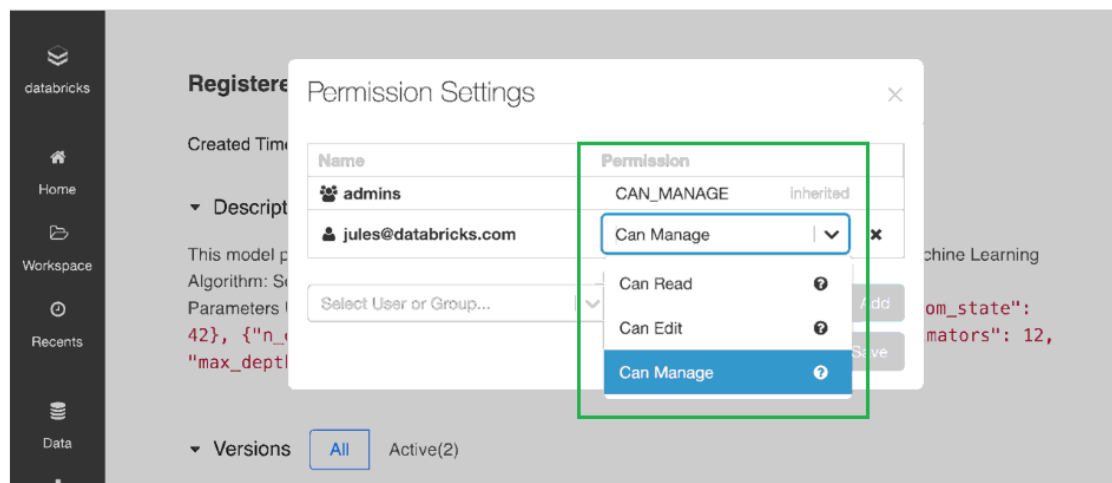 databricks
Home
Workspace
Recents
Data
Registere
Created Time
Descript
This model p
chine Learning
Algorithm: S
Parameters
om_state":
42}, {"n_
mators": 12,
"max_dept
Versions
All
Active(2)
Permission Settings
Name
Permission
admins
CAN_MANAGE
inherited
jules@databricks.com
Can Manage
Select User or Group...
Add
Save
Can Read
Can Edit
Can Manage